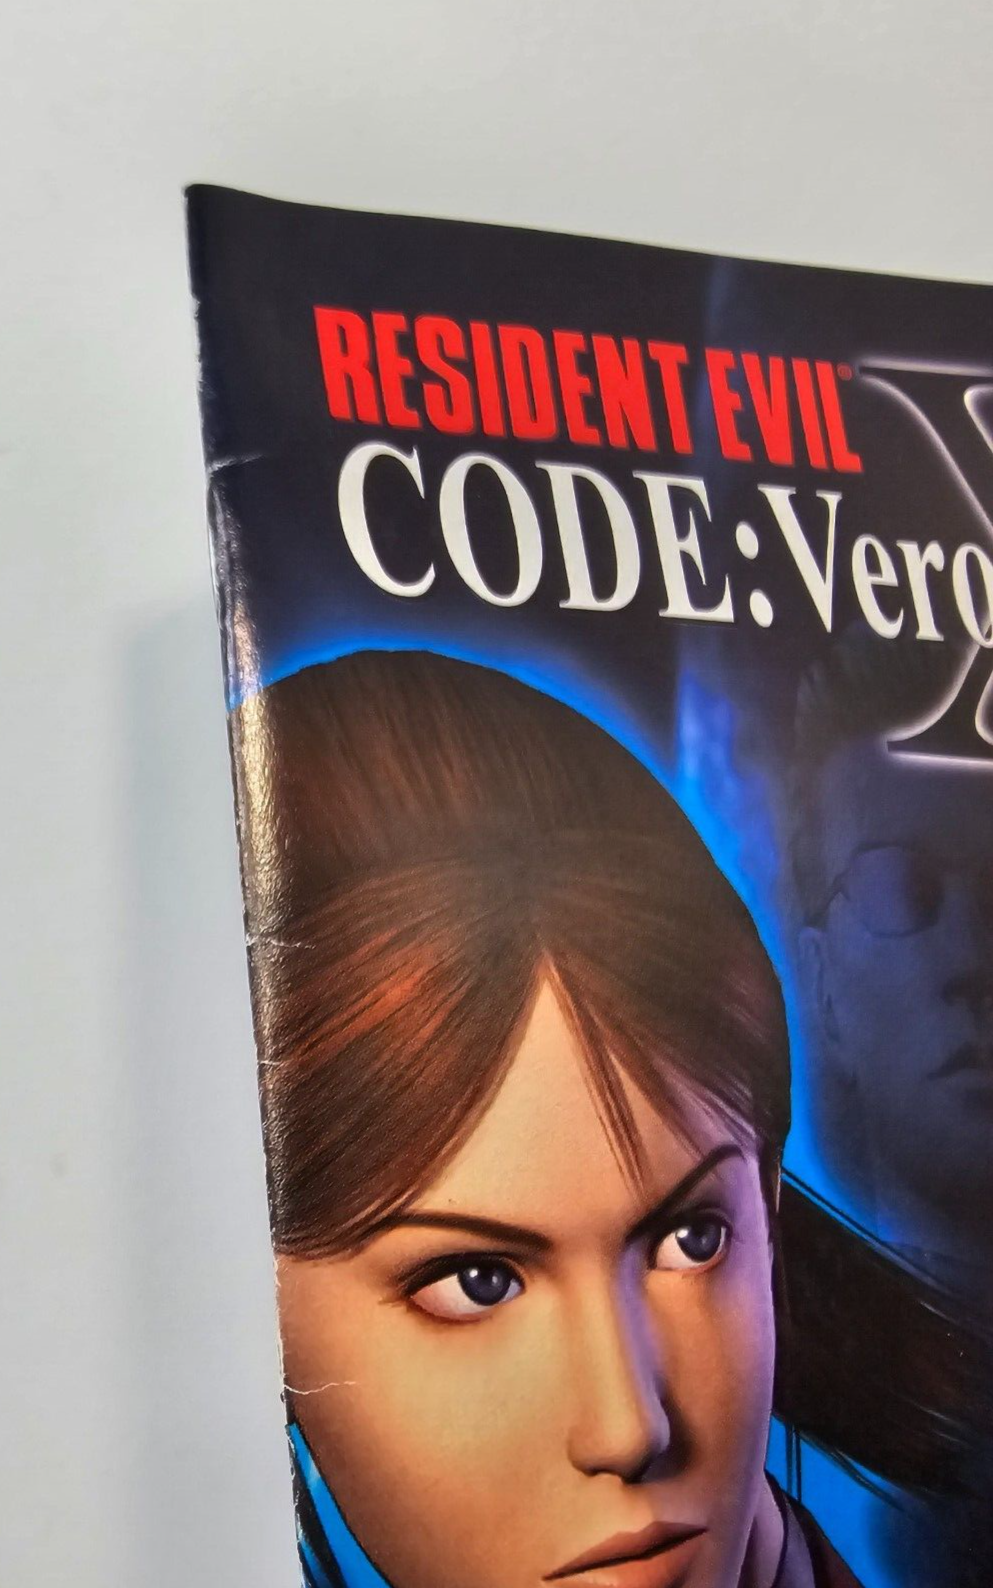 RESIDENT EVIL®
CODE:Vero
X